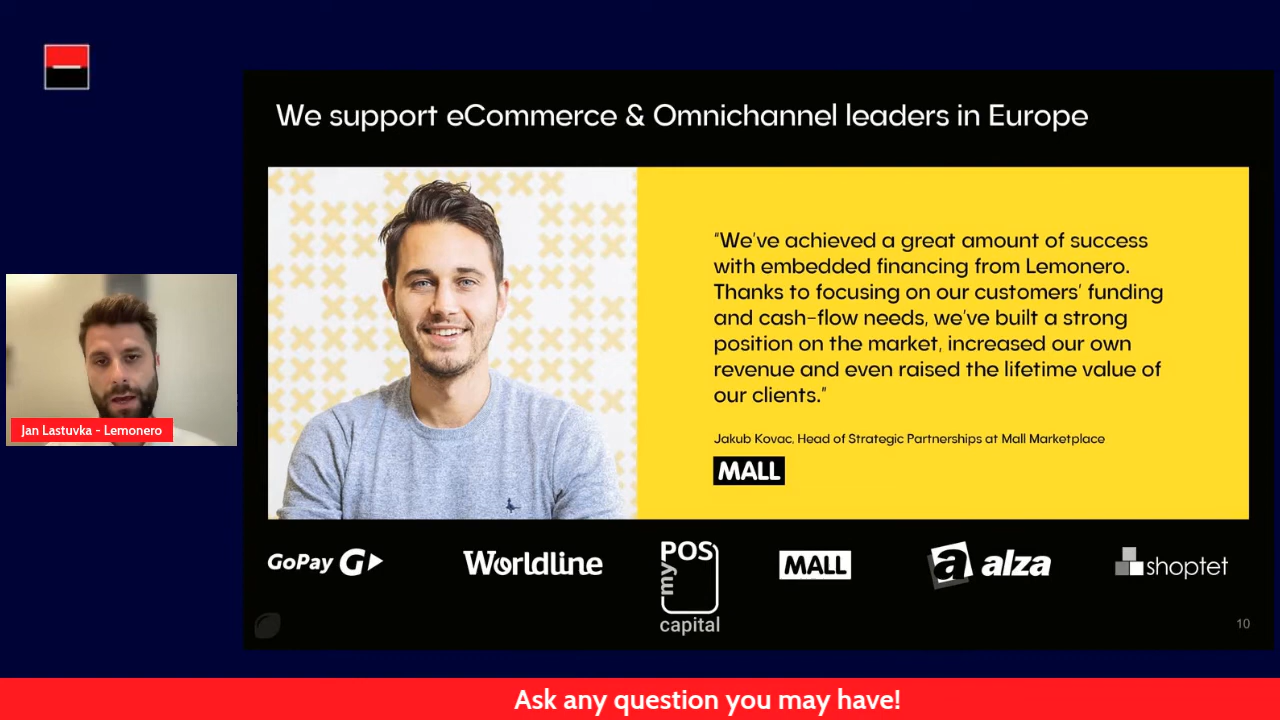 We support eCommerce & Omnichannel leaders in Europe
"We've achieved a great amount of success
with embedded financing from Lemonero.
Thanks to focusing on our customers' funding
and cash-flow needs, we've built a strong
position on the market, increased our own
revenue and even raised the lifetime value of
our clients."
Jakub Kovac, Head of Strategic Partnerships at Mall Marketplace
MALL
Jan Lastuvka - Lemonero
GoPay G
Worldline
myPOS
capital
MALL
a alza
shoptet
10
Ask any question you may have!